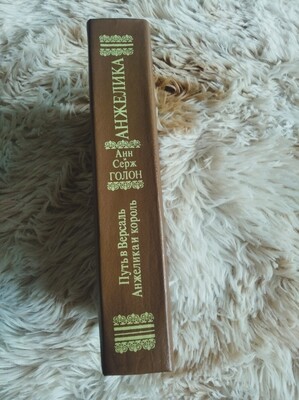 АНЖЕЛИКА
Анн
Серж
ГОЛОН
Путь в Версаль
Анжелика и король